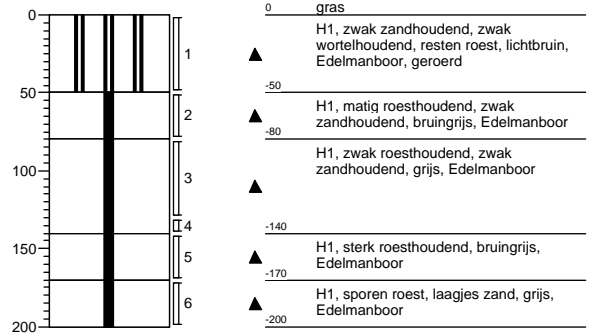 0
50
100
150
200
1
2
3
4
5
6
0 gras
H1, zwak zandhoudend, zwak
wortelhoudend, resten roest, lichtbruin,
Edelmanboor, geroerd
-50
H1, matig roesthoudend, zwak
zandhoudend, bruingrijs, Edelmanboor
-80
H1, zwak roesthoudend, zwak
zandhoudend, grijs, Edelmanboor
-140
H1, sterk roesthoudend, bruingrijs,
Edelmanboor
-170
H1, sporen roest, laagjes zand, grijs,
Edelmanboor
-200